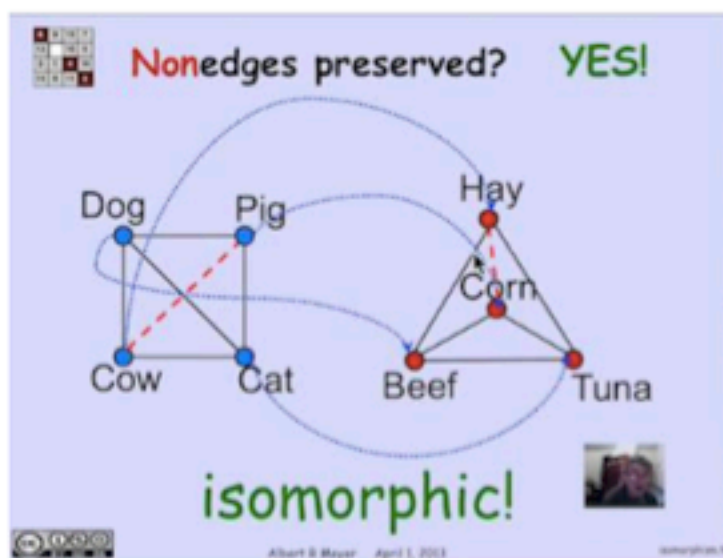 Nonedges preserved? YES!
Hay
Dog Pig
Corn
Cow Cat Beef Tuna
isomorphic!
Albert R Meyer April 1, 2013